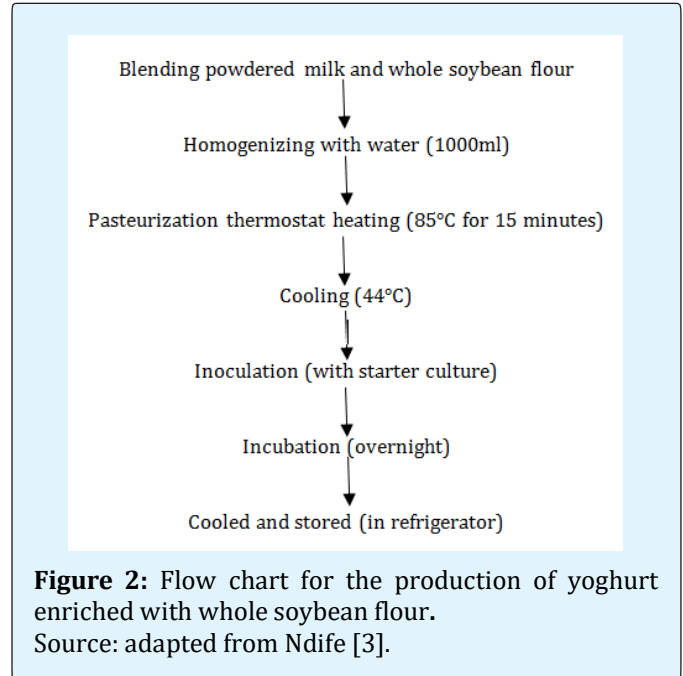 Blending powdered milk and whole soybean flour
Homogenizing with water (1000ml)
Pasteurization thermostat heating (85°C for 15 minutes)
Cooling (44°C)
Inoculation (with starter culture)
Incubation (overnight)
Cooled and stored (in refrigerator)
Figure 2: Flow chart for the production of yoghurt
enriched with whole soybean flour.
Source: adapted from Ndife [3].